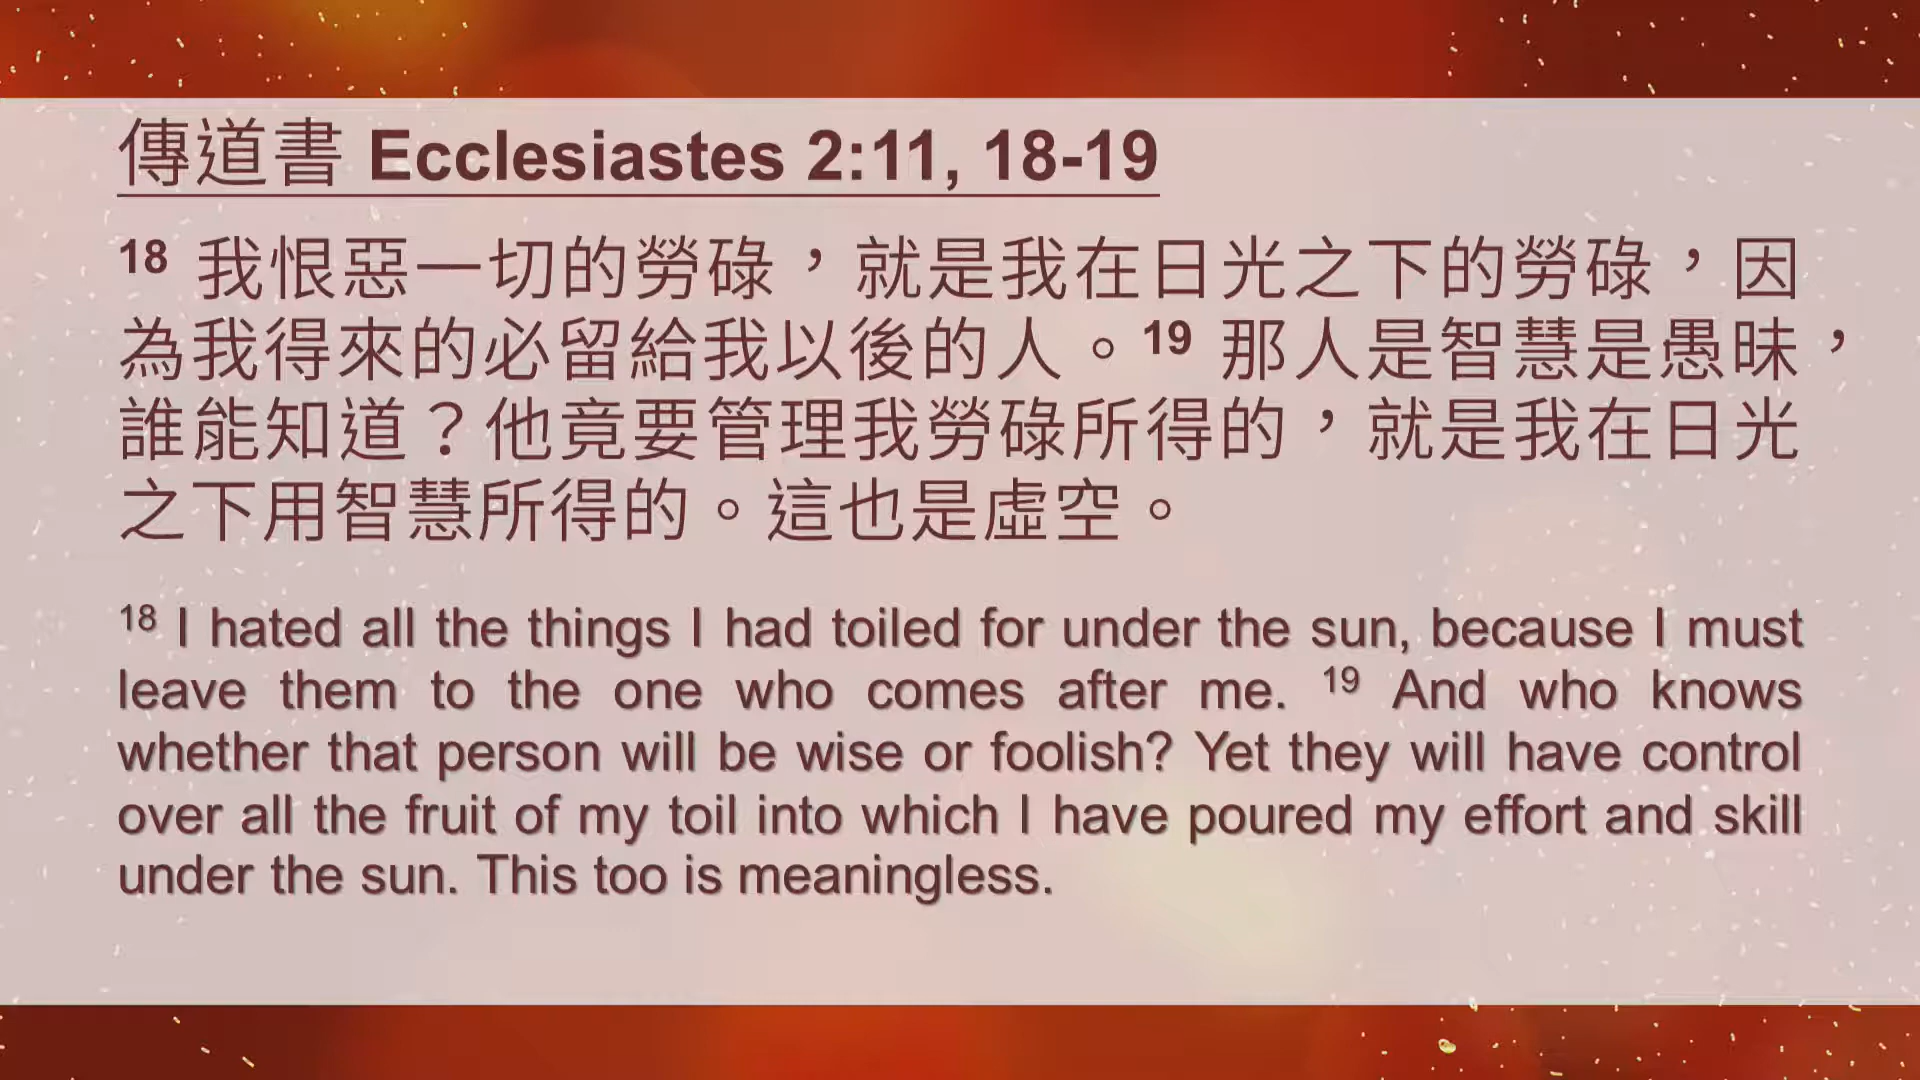 傳道書 Ecclesiastes 2:11, 18-19
18 我恨惡一切的勞碌，就是我在日光之下的勞碌，因
為我得來的必留給我以後的人。19 那人是智慧是愚昧，
誰能知道？他竟要管理我勞碌所得的，就是我在日光
之下用智慧所得的。這也是虛空。
18 I hated all the things I had toiled for under the sun, because I must
leave them to the one who comes after me. 19 And who knows
whether that person will be wise or foolish? Yet they will have control
over all the fruit of my toil into which I have poured my effort and skill
under the sun. This too is meaningless.